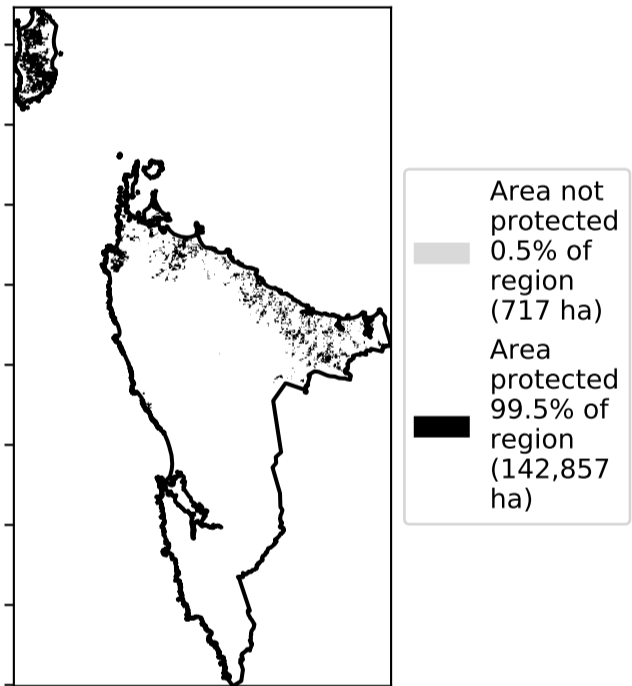 Area not
protected
0.5% of
region
(717 ha)
Area
protected
99.5% of
region
(142,857
ha)